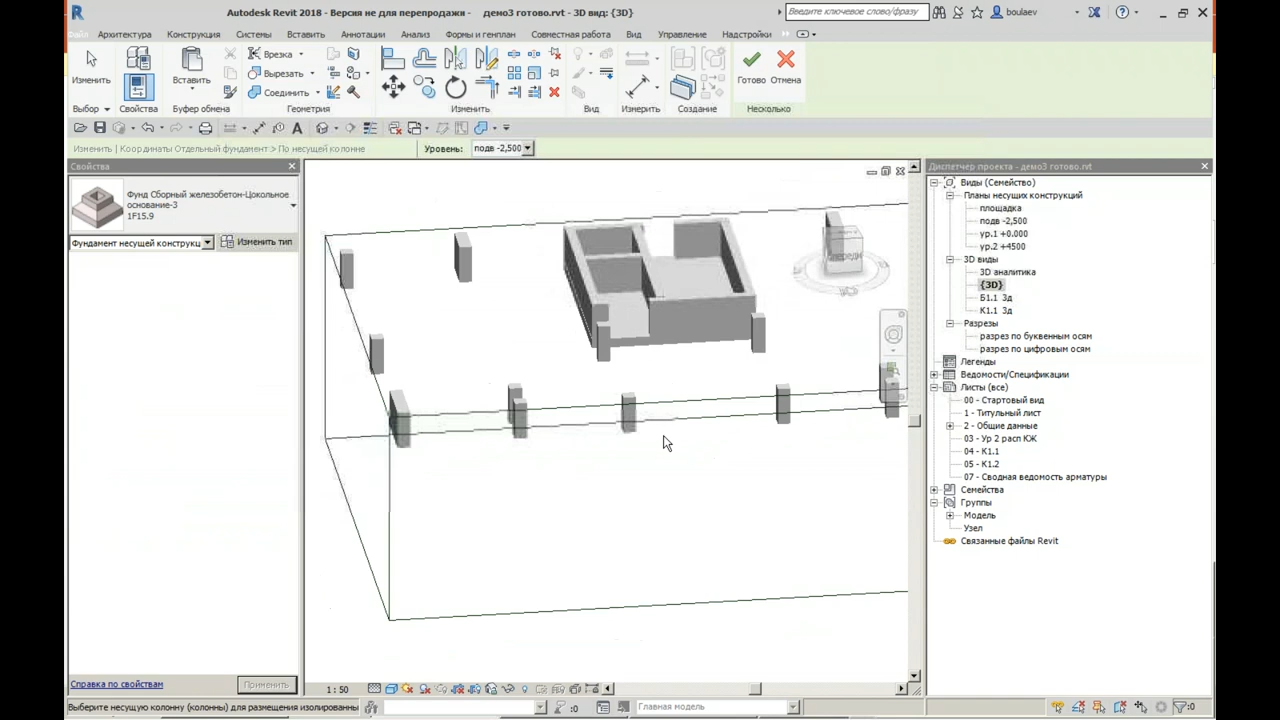 Autodesk Revit 2018 - Версия не для перепродажи - демо3 готово.rvt - 3D вид: {3D}
Введите ключевое слово/фразу
boulaev
Файл Архитектура Конструкция Системы Вставить Аннотации Анализ Формы и генплан Совместная работа Вид Управление Надстройки
Врезка
Вырезать
Соединить
Изменить
Вставить
Готово Отмена
Выбор Свойства Буфер обмена Геометрия Изменить Вид Измерить Создание Несколько
Изменить | Координаты Отдельный фундамент > По несущей колонне
Уровень: подв -2,500
Свойства
Фунд Сборный железобетон-Цокольное
основание-3
1F15.9
Фундамент несущей конструкц
Изменить тип
Справка по свойствам
Применить
Диспетчер проекта - демо3 готово.rvt
Виды (Семейство)
Планы несущих конструкций
площадка
подв -2,500
ур.1 +0.000
ур.2 +4500
3D виды
3D аналитика
{3D}
Б1.1 3д
К1.1 3д
Разрезы
разрез по буквенным осям
разрез по цифровым осям
Легенды
Ведомости/Спецификации
Листы (все)
00 - Стартовый вид
1 - Титульный лист
2 - Общие данные
03 - Ур 2 расп КЖ
04 - К1.1
05 - К1.2
07 - Сводная ведомость арматуры
Семейства
Группы
Модель
Узел
Связанные файлы Revit
1 : 50
Выберите несущую колонну (колонны) для размещения изолированны
:0
Главная модель
:0